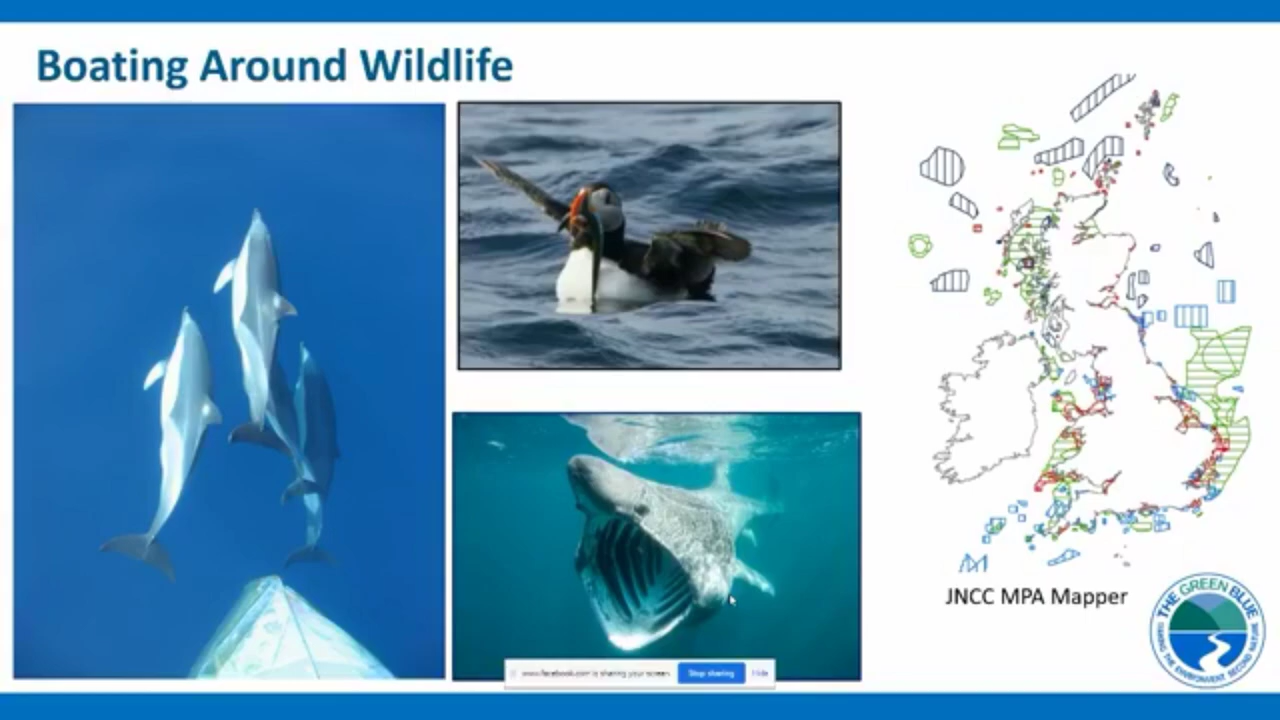 Boating Around Wildlife
JNCC MPA Mapper
THE GREEN BLUE
www.facebook.com is sharing your screen
Stop sharing
Hide